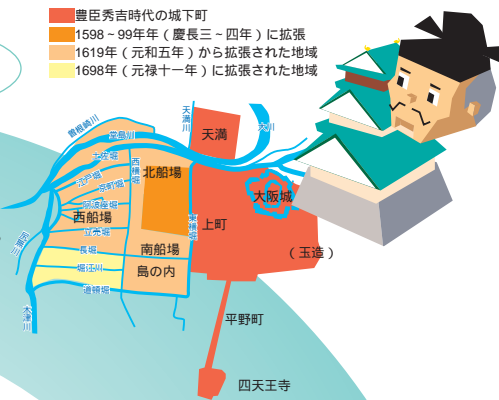 豊臣秀吉時代の城下町
1598~99年年(慶長三~四年)に拡張
1619年(元和五年)から拡張された地域
1698年(元禄十一年)に拡張された地域
曽根崎川
天満川
天満
大川
堂島川
土佐堀
西横堀
北船場
江戸堀
京町堀
阿波座堀
大阪城
西船場
東横堀
上町
立売堀
尻無川
長堀
南船場
(玉造)
堀江川
島の内
道頓堀
木津川
平野町
四天王寺